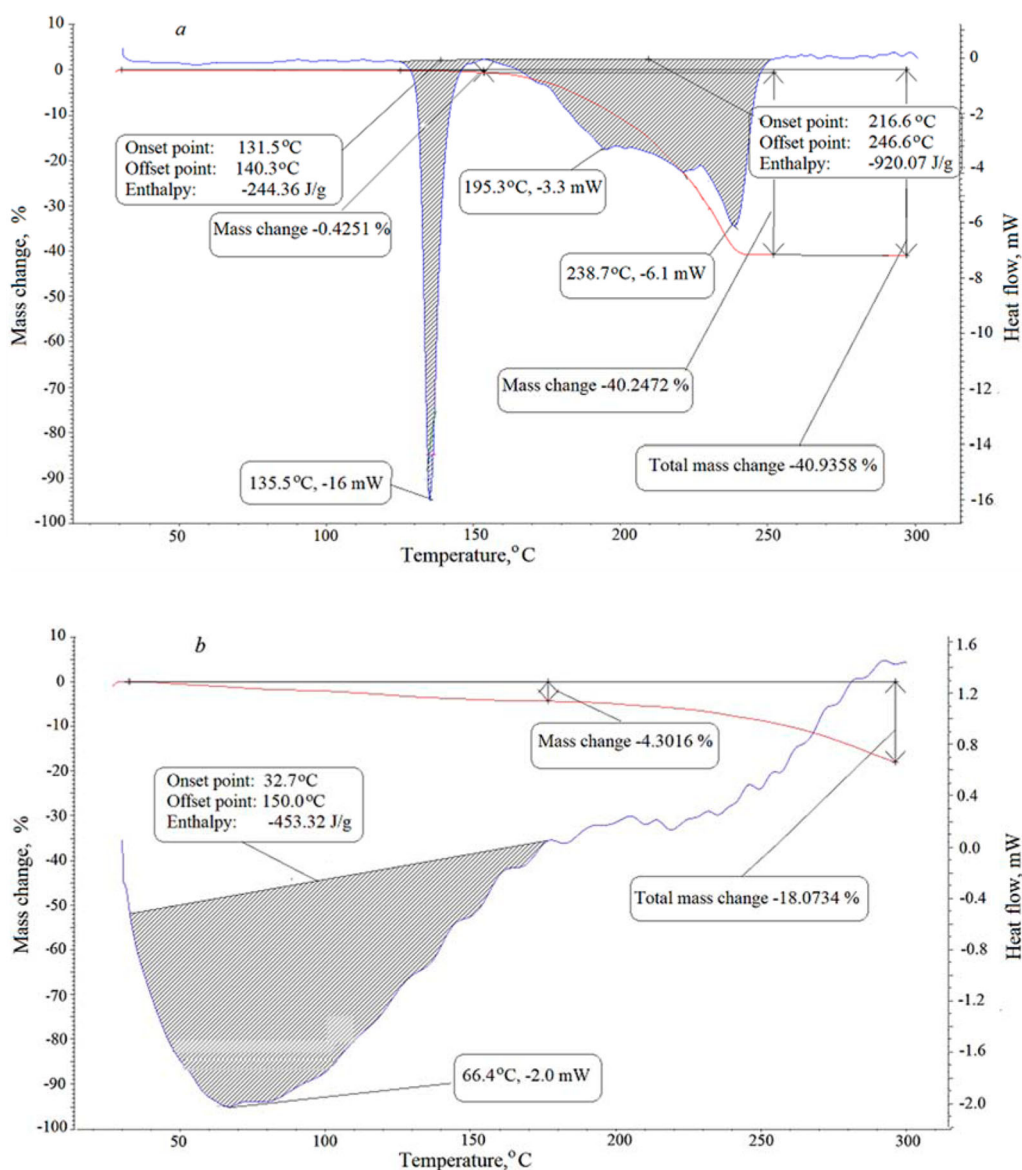 a
10
0
-10
-20
-30
-40
-50
-60
-70
-80
-90
-100
Mass change, %
0
-2
-4
-6
-8
-10
-12
-14
-16
Heat flow, mW
Onset point: 131.5°C
Offset point: 140.3°C
Enthalpy: -244.36 J/g
Mass change -0.4251 %
195.3°C, -3.3 mW
Onset point: 216.6°C
Offset point: 246.6°C
Enthalpy: -920.07 J/g
238.7°C, -6.1 mW
Mass change -40.2472 %
Total mass change -40.9358 %
135.5°C, -16 mW
50 100 150 200 250 300
Temperature,°C
b
10
0
-10
-20
-30
-40
-50
-60
-70
-80
-90
-100
Mass change, %
1.6
1.2
0.8
0.4
0.0
-0.4
-0.8
-1.2
-1.6
-2.0
Heat flow, mW
Mass change -4.3016 %
Onset point: 32.7°C
Offset point: 150.0°C
Enthalpy: -453.32 J/g
Total mass change -18.0734 %
66.4°C, -2.0 mW
50 100 150 200 250 300
Temperature,°C